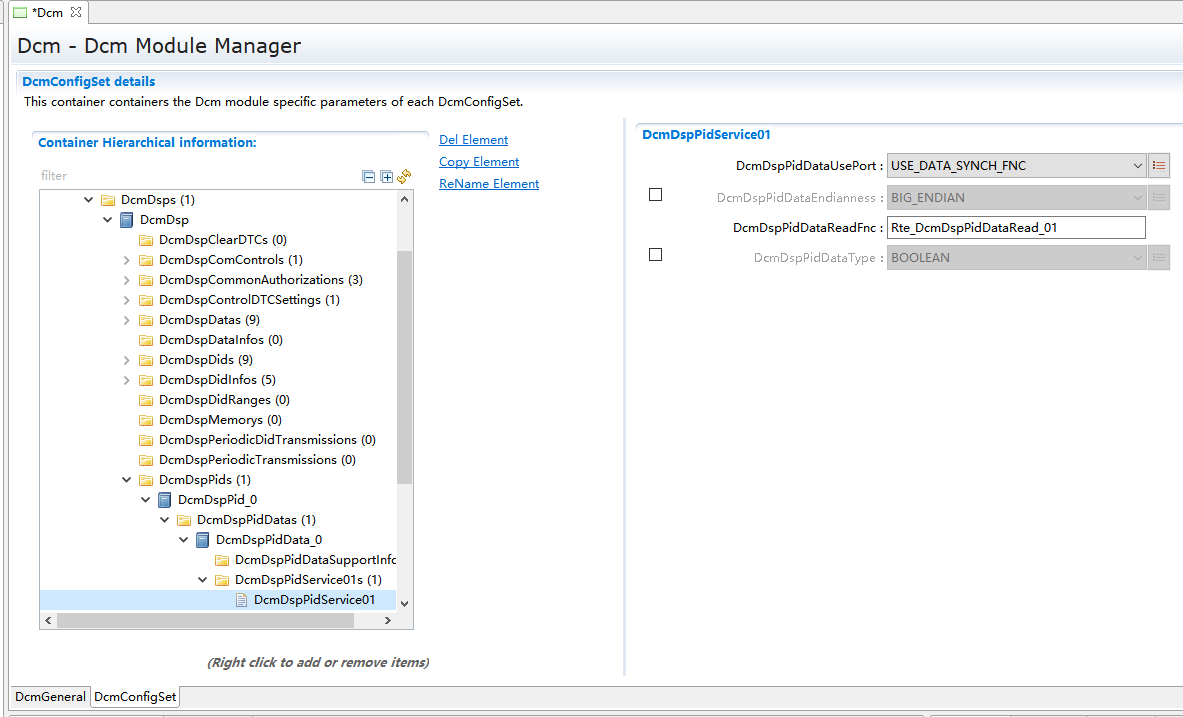 *Dcm
Dcm - Dcm Module Manager
DcmConfigSet details
This container containers the Dcm module specific parameters of each DcmConfigSet.
Container Hierarchical information:
filter
DcmDsps (1)
DcmDsp
DcmDspClearDTCs (0)
DcmDspComControls (1)
DcmDspCommonAuthorizations (3)
DcmDspControlDTCSettings (1)
DcmDspDatas (9)
DcmDspDataInfos (0)
DcmDspDids (9)
DcmDspDidInfos (5)
DcmDspDidRanges (0)
DcmDspMemorys (0)
DcmDspPeriodicDidTransmissions (0)
DcmDspPeriodicTransmissions (0)
DcmDspPids (1)
DcmDspPid_0
DcmDspPidDatas (1)
DcmDspPidData_0
DcmDspPidDataSupportInfo
DcmDspPidService01s (1)
DcmDspPidService01
(Right click to add or remove items)
Del Element
Copy Element
ReName Element
DcmDspPidService01
DcmDspPidDataUsePort : USE_DATA_SYNCH_FNC
DcmDspPidDataEndianness : BIG_ENDIAN
DcmDspPidDataReadFnc : Rte_DcmDspPidDataRead_01
DcmDspPidDataType : BOOLEAN
DcmGeneral DcmConfigSet